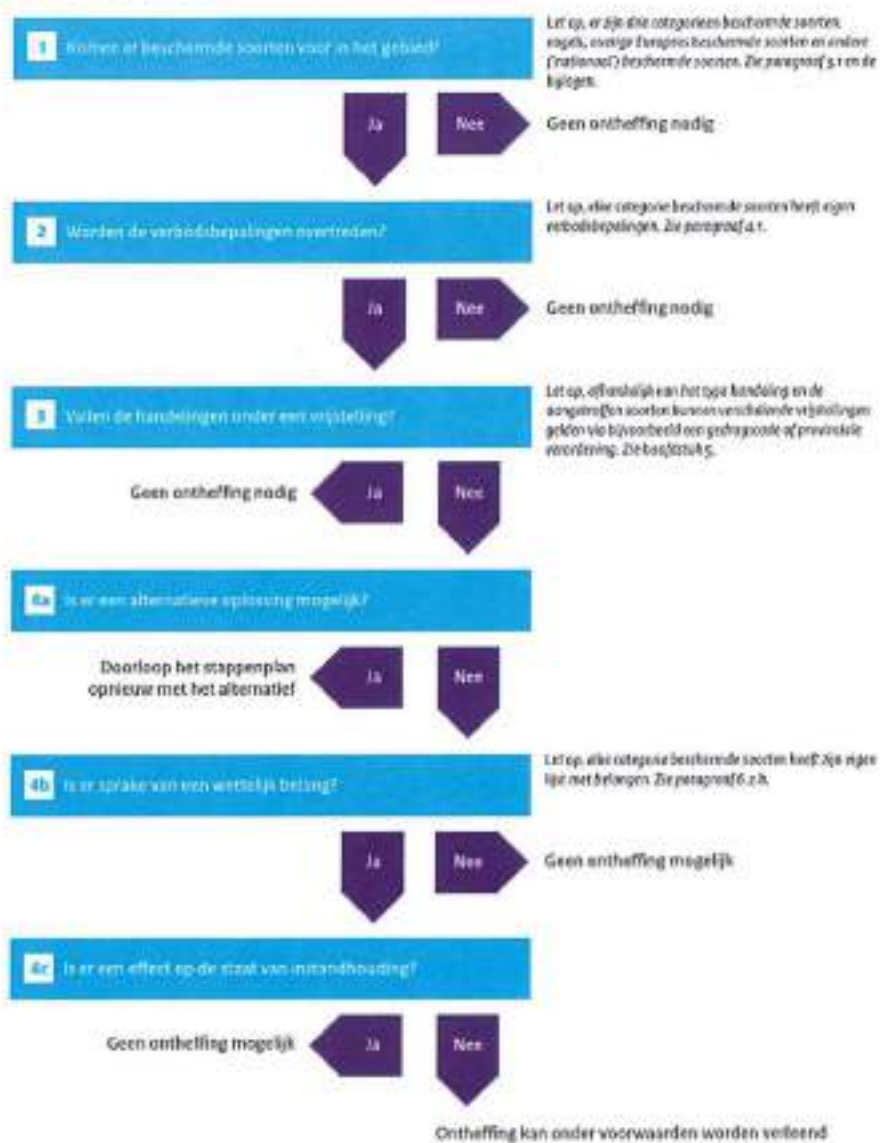 1 Komen er beschermde soorten voor in het gebied?
Let op, er zijn drie categorieën beschermde soorten,
vogels, overige Europees beschermde soorten en andere
('nationaal') beschermde soorten. Zie paragraaf 3.1 en de
bijlagen.
Ja
Nee
Geen ontheffing nodig
2 Worden de verbodsbepalingen overtreden?
Let op, elke categorie beschermde soorten heeft eigen
verbodsbepalingen. Zie paragraaf 4.1.
Ja
Nee
Geen ontheffing nodig
3 Vallen de handelingen onder een vrijstelling?
Let op, afhankelijk van het type handeling en de
aangetroffen soorten kunnen verschillende vrijstellingen
gelden via bijvoorbeeld een gedragscode of provinciale
verordening. Zie hoofdstuk 5.
Geen ontheffing nodig
Ja
Nee
4a Is er een alternatieve oplossing mogelijk?
Doorloop het stappenplan
opnieuw met het alternatief
Ja
Nee
4b Is er sprake van een wettelijk belang?
Let op, elke categorie beschermde soorten heeft zijn eigen
lijst met belangen. Zie paragraaf 6.2.b.
Ja
Nee
Geen ontheffing mogelijk
4c Is er een effect op de staat van instandhouding?
Geen ontheffing mogelijk
Ja
Nee
Ontheffing kan onder voorwaarden worden verleend